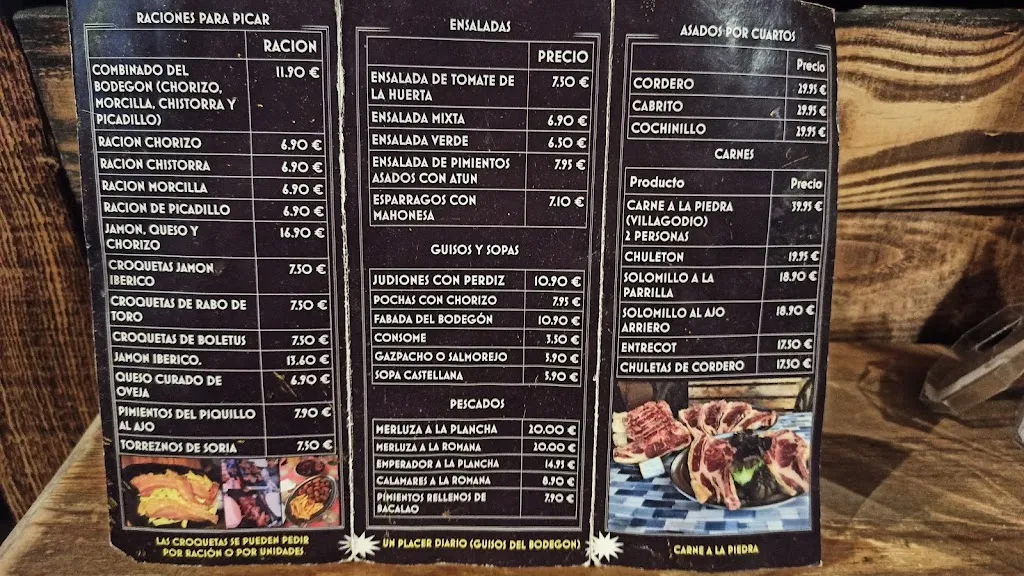 RACIONES PARA PICAR
RACION
COMBINADO DEL 11.90 €
BODEGON (CHORIZO,
MORCILLA, CHISTORRA Y
PICADILLO)
RACION CHORIZO 6.90 €
RACION CHISTORRA 6.90 €
RACION MORCILLA 6.90 €
RACION DE PICADILLO 6.90 €
JAMON, QUESO Y 16.90 €
CHORIZO
CROQUETAS JAMON 7.50 €
IBERICO
CROQUETAS DE RABO DE 7.50 €
TORO
CROQUETAS DE BOLETUS 7.50 €
JAMON IBERICO, 13.60 €
QUESO CURADO DE 6.90 €
OVEJA
PIMIENTOS DEL PIQUILLO 7.90 €
AL AJO
TORREZNOS DE SORIA 7.50 €
LAS CROQUETAS SE PUEDEN PEDIR
POR RACIÓN O POR UNIDADES
ENSALADAS
PRECIO
ENSALADA DE TOMATE DE 7.50 €
LA HUERTA
ENSALADA MIXTA 6.90 €
ENSALADA VERDE 6.50 €
ENSALADA DE PIMIENTOS 7.95 €
ASADOS CON ATUN
ESPARRAGOS CON 7.10 €
MAHONESA
GUISOS Y SOPAS
JUDIONES CON PERDIZ 10.90 €
POCHAS CON CHORIZO 7.95 €
FABADA DEL BODEGÓN 10.90 €
CONSOME 3.50 €
GAZPACHO O SALMOREJO 5.90 €
SOPA CASTELLANA 5.90 €
PESCADOS
MERLUZA A LA PLANCHA 20.00 €
MERLUZA A LA ROMANA 20.00 €
EMPERADOR A LA PLANCHA 14.95 €
CALAMARES A LA ROMANA 8.90 €
PIMIENTOS RELLENOS DE 7.90 €
BACALAO
UN PLACER DIARIO (GUISOS DEL BODEGON)
ASADOS POR CUARTOS
Precio
CORDERO 29.95 €
CABRITO 29.95 €
COCHINILLO 29.95 €
CARNES
Producto Precio
CARNE A LA PIEDRA 39.95 €
(VILLAGODIO)
2 PERSONAS
CHULETON 19.95 €
SOLOMILLO A LA 18.90 €
PARRILLA
SOLOMILLO AL AJO 18.90 €
ARRIERO
ENTRECOT 17.50 €
CHULETAS DE CORDERO 17.50 €
CARNE A LA PIEDRA